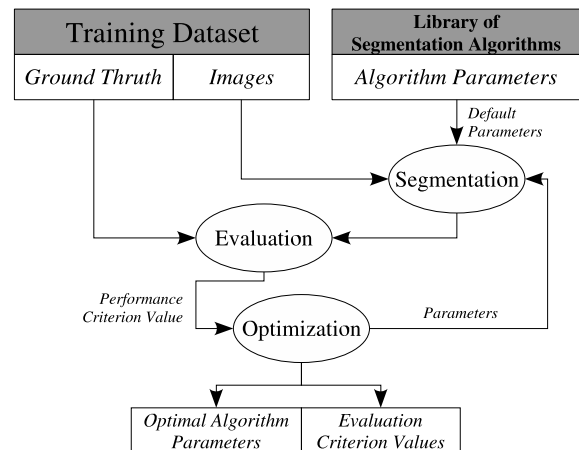 Training Dataset
Ground Thruth
Images
Library of
Segmentation Algorithms
Algorithm Parameters
Default
Parameters
Segmentation
Evaluation
Performance
Criterion Value
Optimization
Parameters
Optimal Algorithm
Parameters
Evaluation
Criterion Values